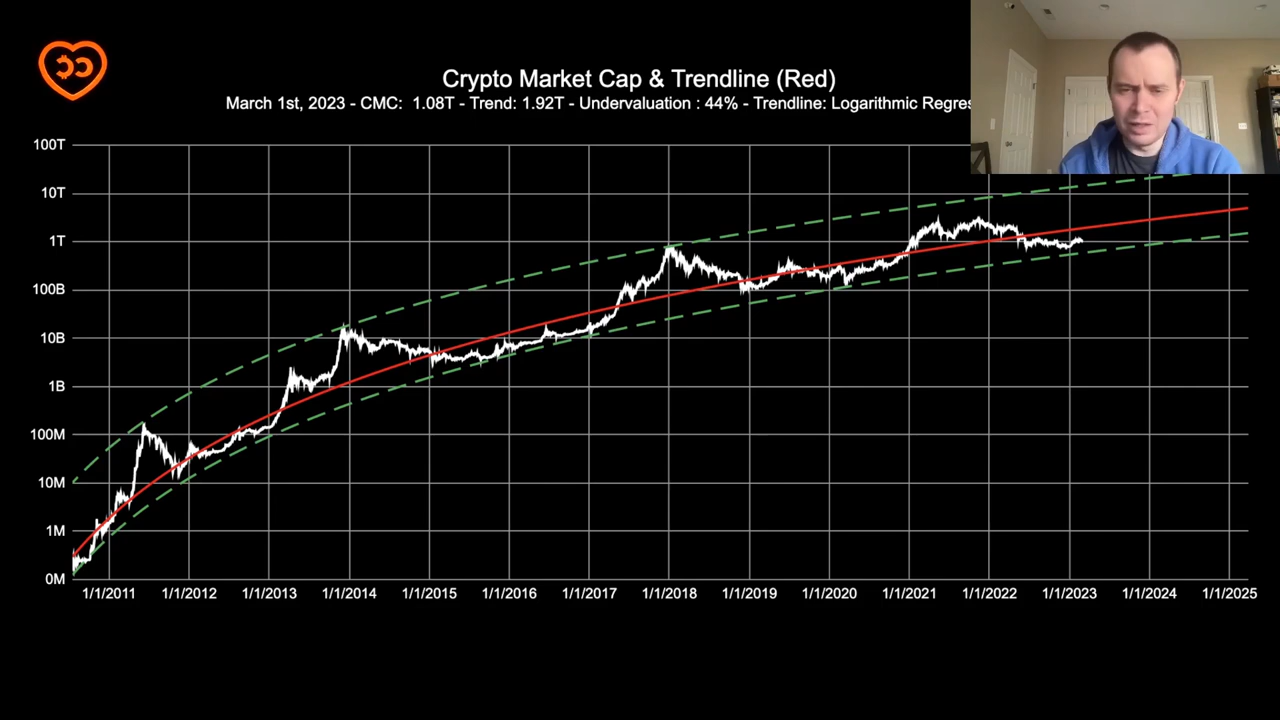 Crypto Market Cap & Trendline (Red)
March 1st, 2023 - CMC: 1.08T - Trend: 1.92T - Undervaluation : 44% - Trendline: Logarithmic
100T
10T
1T
100B
10B
1B
100M
10M
1M
0M
1/1/2011 1/1/2012 1/1/2013 1/1/2014 1/1/2015 1/1/2016 1/1/2017 1/1/2018 1/1/2019 1/1/2020 1/1/2021 1/1/2022 1/1/2023 1/1/2024 1/1/2025